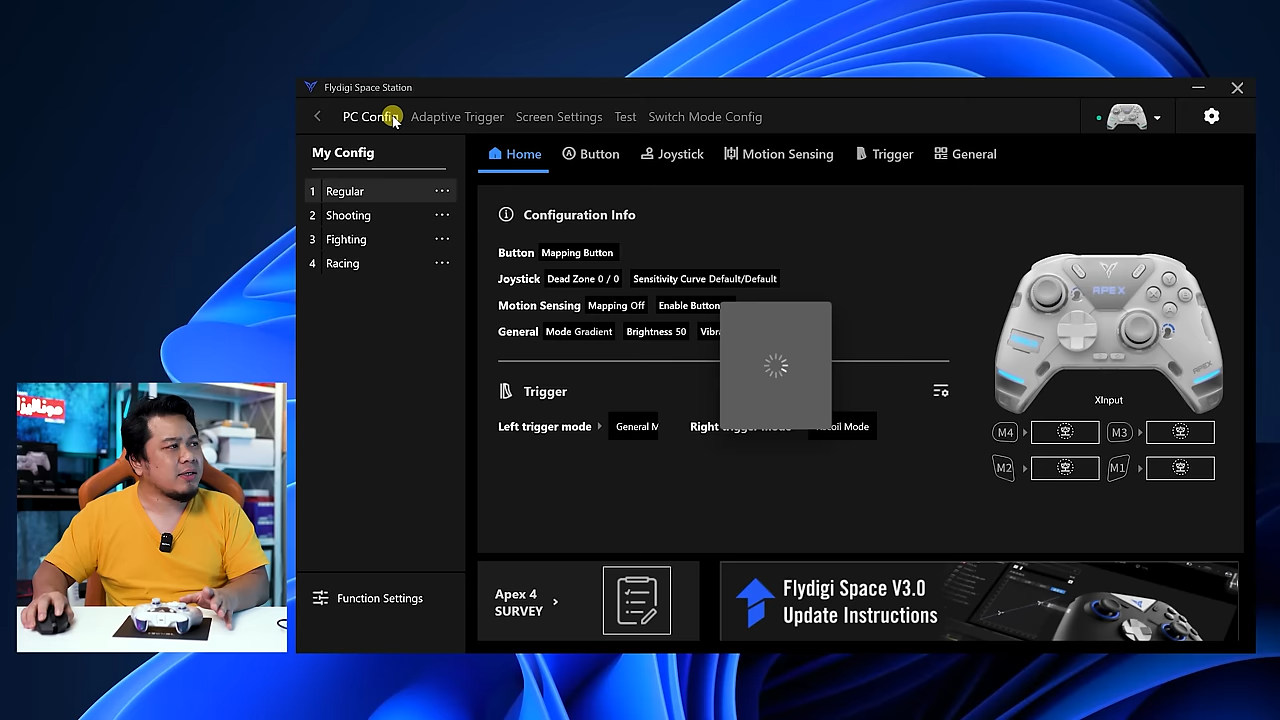 Flydigi Space Station
PC Config Adaptive Trigger Screen Settings Test Switch Mode Config
My Config
1 Regular
2 Shooting
3 Fighting
4 Racing
Function Settings
Home Button Joystick Motion Sensing Trigger General
Configuration Info
Button Mapping Button
Joystick Dead Zone 0 / 0 Sensitivity Curve Default/Default
Motion Sensing Mapping Off Enable Button
General Mode Gradient Brightness 50
Trigger
Left trigger mode General M Right trigger mode Recoil Mode
APEX
APEX
XInput
M4 M3
M2 M1
Apex 4
SURVEY
Flydigi Space V3.0
Update Instructions